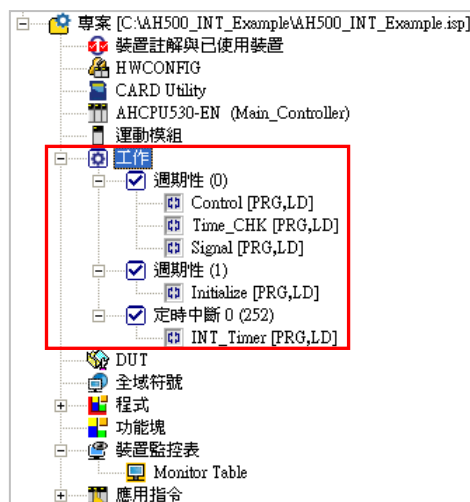 專案 [C:\AH500_INT_Example\AH500_INT_Example.isp]
裝置註解與已使用裝置
HWCONFIG
CARD Utility
AHCPU530-EN (Main_Controller)
運動模組
工作
週期性 (0)
Control [PRG,LD]
Time_CHK [PRG,LD]
Signal [PRG,LD]
週期性 (1)
Initialize [PRG,LD]
定時中斷 0 (252)
INT_Timer [PRG,LD]
DUT
全域符號
程式
功能塊
裝置監控表
Monitor Table
應用指令